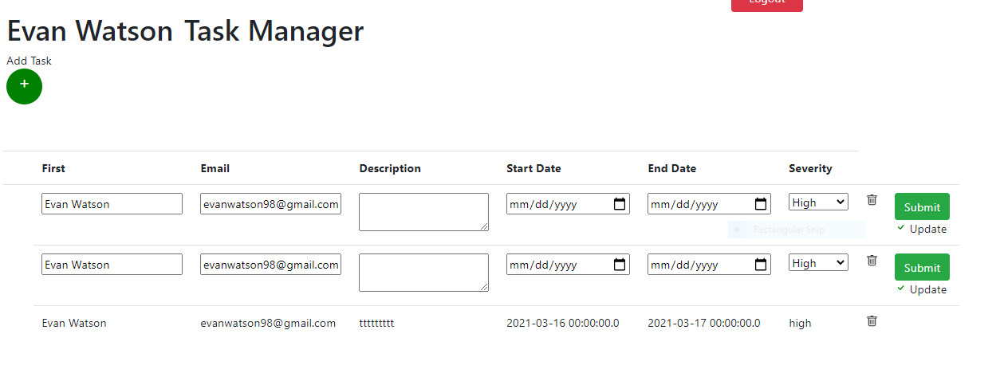 Logout
Evan Watson Task Manager
Add Task
+
First Email Description Start Date End Date Severity
Evan Watson evanwatson98@gmail.com mm/dd/yyyy mm/dd/yyyy High Submit
Update
Rectangular Snip
Evan Watson evanwatson98@gmail.com mm/dd/yyyy mm/dd/yyyy High Submit
Update
Evan Watson evanwatson98@gmail.com ttttttttt 2021-03-16 00:00:00.0 2021-03-17 00:00:00.0 high